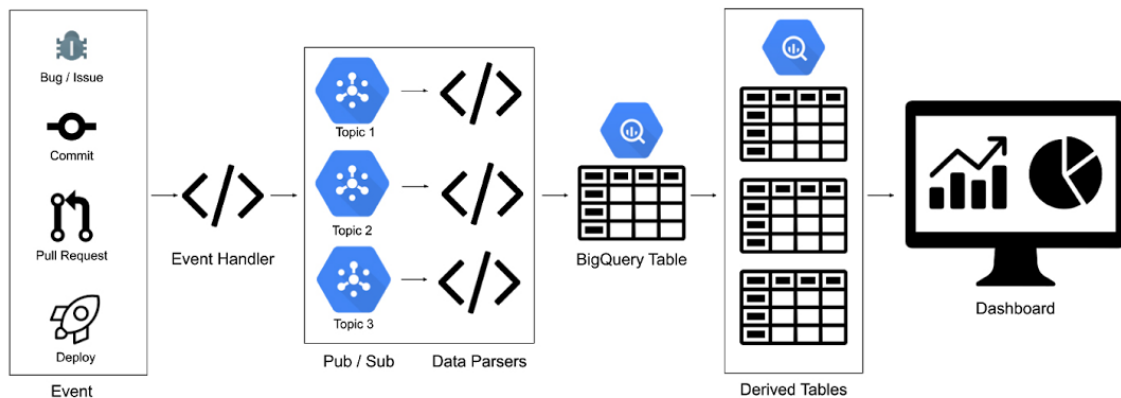 Bug / Issue
Commit
Pull Request
Deploy
Event
Event Handler
Topic 1
Topic 2
Topic 3
Pub / Sub
Data Parsers
BigQuery Table
Derived Tables
Dashboard